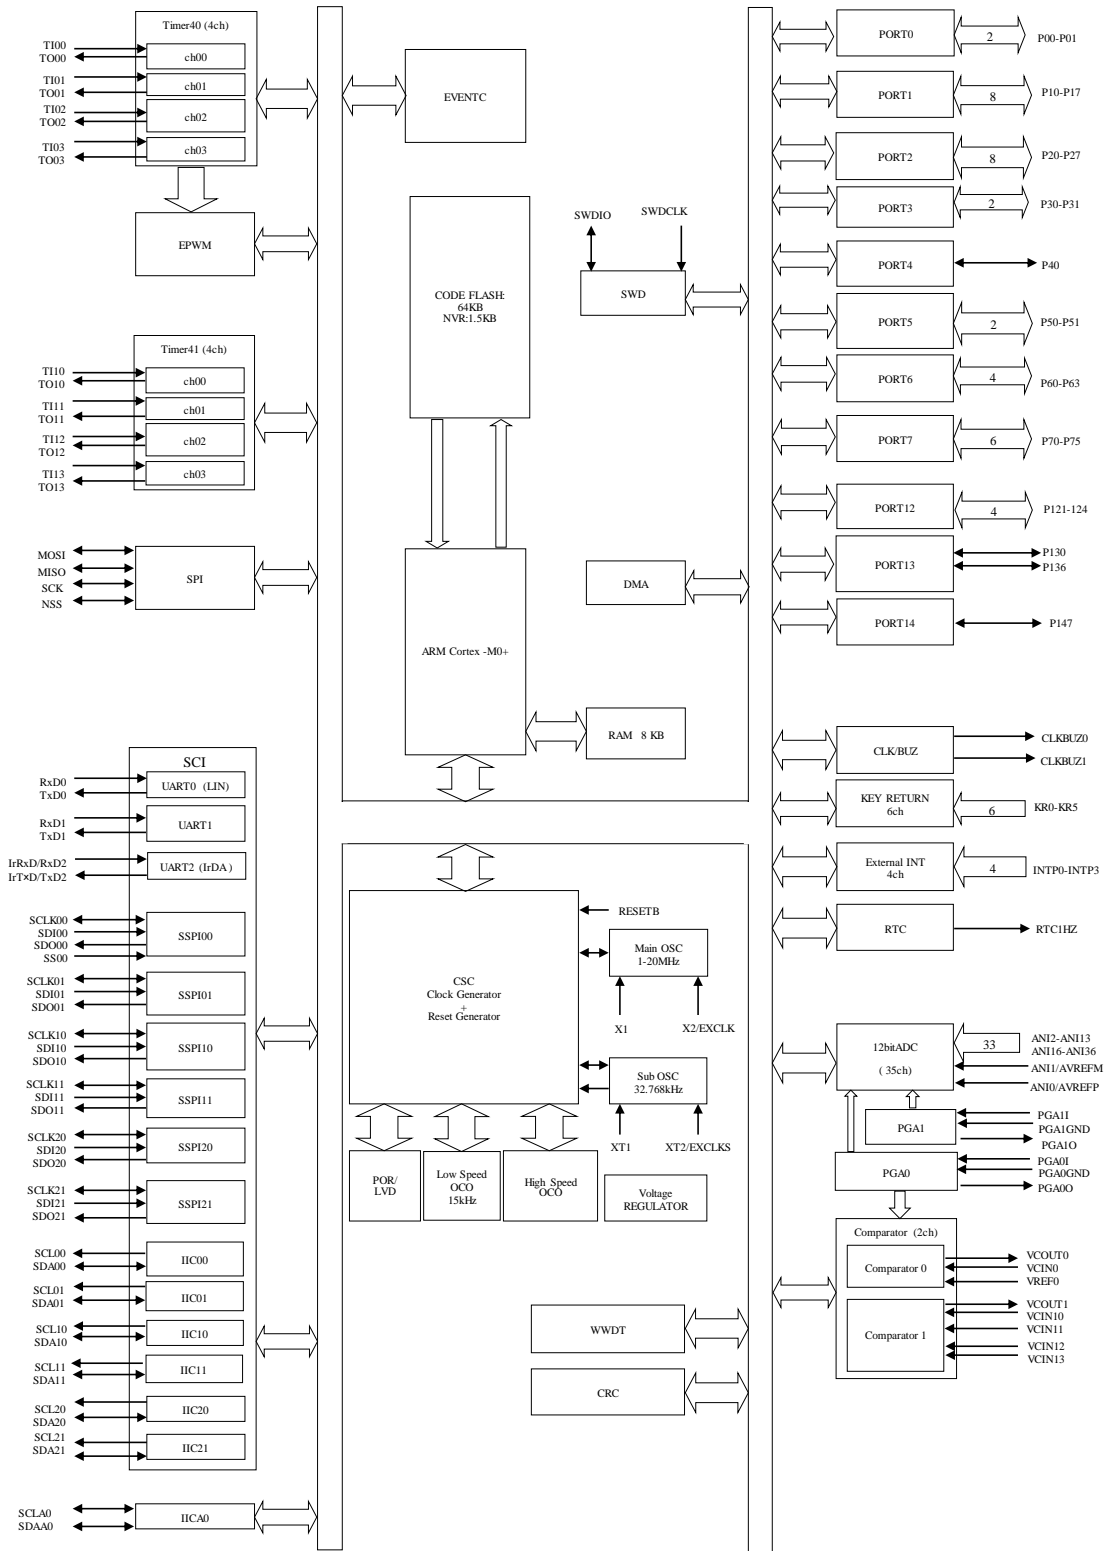 Timer40 (4ch)
TI00
TO00
ch00
TI01
TO01
ch01
TI02
TO02
ch02
TI03
TO03
ch03
EPWM
Timer41 (4ch)
TI10
TO10
ch00
TI11
TO11
ch01
TI12
TO12
ch02
TI13
TO13
ch03
MOSI
MISO
SCK
NSS
SPI
SCI
RxD0
TxD0
UART0 (LIN)
RxD1
TxD1
UART1
IrRxD/RxD2
IrT×D/TxD2
UART2 (IrDA)
SCLK00
SDI00
SDO00
SS00
SSPI00
SCLK01
SDI01
SDO01
SSPI01
SCLK10
SDI10
SDO10
SSPI10
SCLK11
SDI11
SDO11
SSPI11
SCLK20
SDI20
SDO20
SSPI20
SCLK21
SDI21
SDO21
SSPI21
SCL00
SDA00
IIC00
SCL01
SDA01
IIC01
SCL10
SDA10
IIC10
SCL11
SDA11
IIC11
SCL20
SDA20
IIC20
SCL21
SDA21
IIC21
SCLA0
SDAA0
IICA0
EVENTC
CODE FLASH:
64KB
NVR:1.5KB
SWDIO
SWDCLK
SWD
DMA
ARM Cortex -M0+
RAM 8 KB
CSC
Clock Generator
+
Reset Generator
RESETB
Main OSC
1-20MHz
X1
X2/EXCLK
Sub OSC
32.768kHz
XT1
XT2/EXCLKS
POR/
LVD
Low Speed
OCO
15kHz
High Speed
OCO
Voltage
REGULATOR
WWDT
CRC
PORT0
2
P00-P01
PORT1
8
P10-P17
PORT2
8
P20-P27
PORT3
2
P30-P31
PORT4
P40
PORT5
2
P50-P51
PORT6
4
P60-P63
PORT7
6
P70-P75
PORT12
4
P121-124
PORT13
P130
P136
PORT14
P147
CLK/BUZ
CLKBUZ0
CLKBUZ1
KEY RETURN
6ch
6
KR0-KR5
External INT
4ch
4
INTP0-INTP3
RTC
RTC1HZ
12bitADC
(35ch)
33
ANI2-ANI13
ANI16-ANI36
ANI1/AVREFM
ANI0/AVREFP
PGA1
PGA1I
PGA1GND
PGA1O
PGA0
PGA0I
PGA0GND
PGA0O
Comparator (2ch)
Comparator 0
VCOUT0
VCIN0
VREF0
Comparator 1
VCOUT1
VCIN10
VCIN11
VCIN12
VCIN13